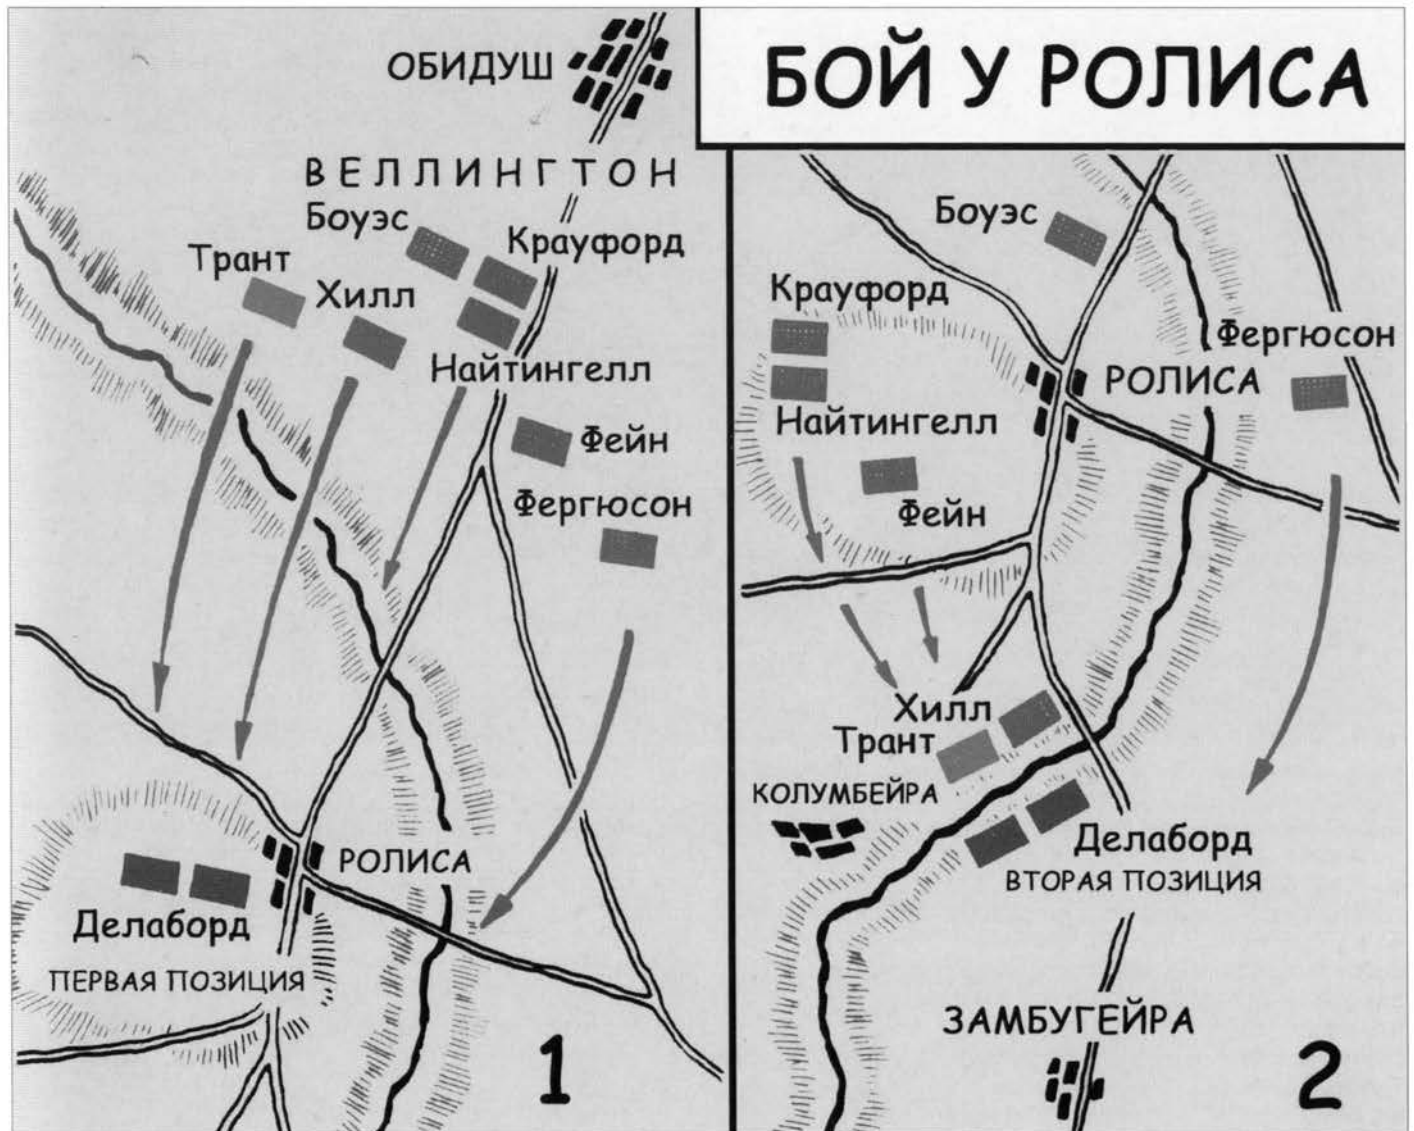 БОЙ У РОЛИСА
ОБИДУШ
ВЕЛЛИНГТОН
Боуэс
Крауфорд
Трант
Хилл
Найтингелл
Фейн
Фергюсон
РОЛИСА
Делаборд
ПЕРВАЯ ПОЗИЦИЯ
1
Боуэс
Крауфорд
Фергюсон
РОЛИСА
Найтингелл
Фейн
Хилл
Трант
КОЛУМБЕЙРА
Делаборд
ВТОРАЯ ПОЗИЦИЯ
ЗАМБУГЕЙРА
2